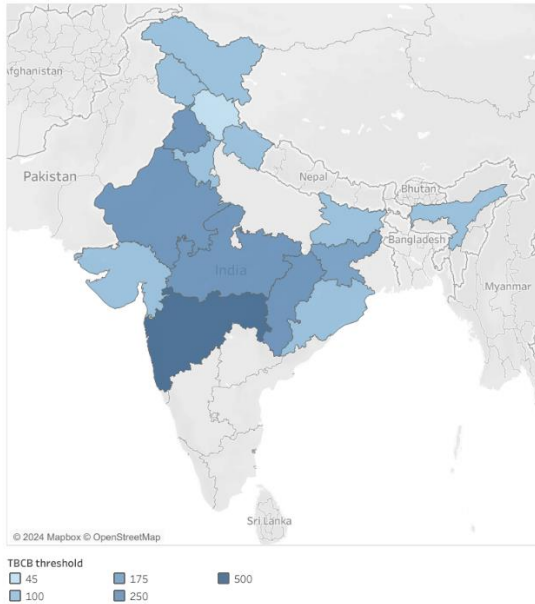 Afghanistan
Pakistan
Nepal
Bhutan
Bangladesh
India
Myanmar
Sri Lanka
© 2024 Mapbox © OpenStreetMap
TBCB threshold
45 175 500
100 250